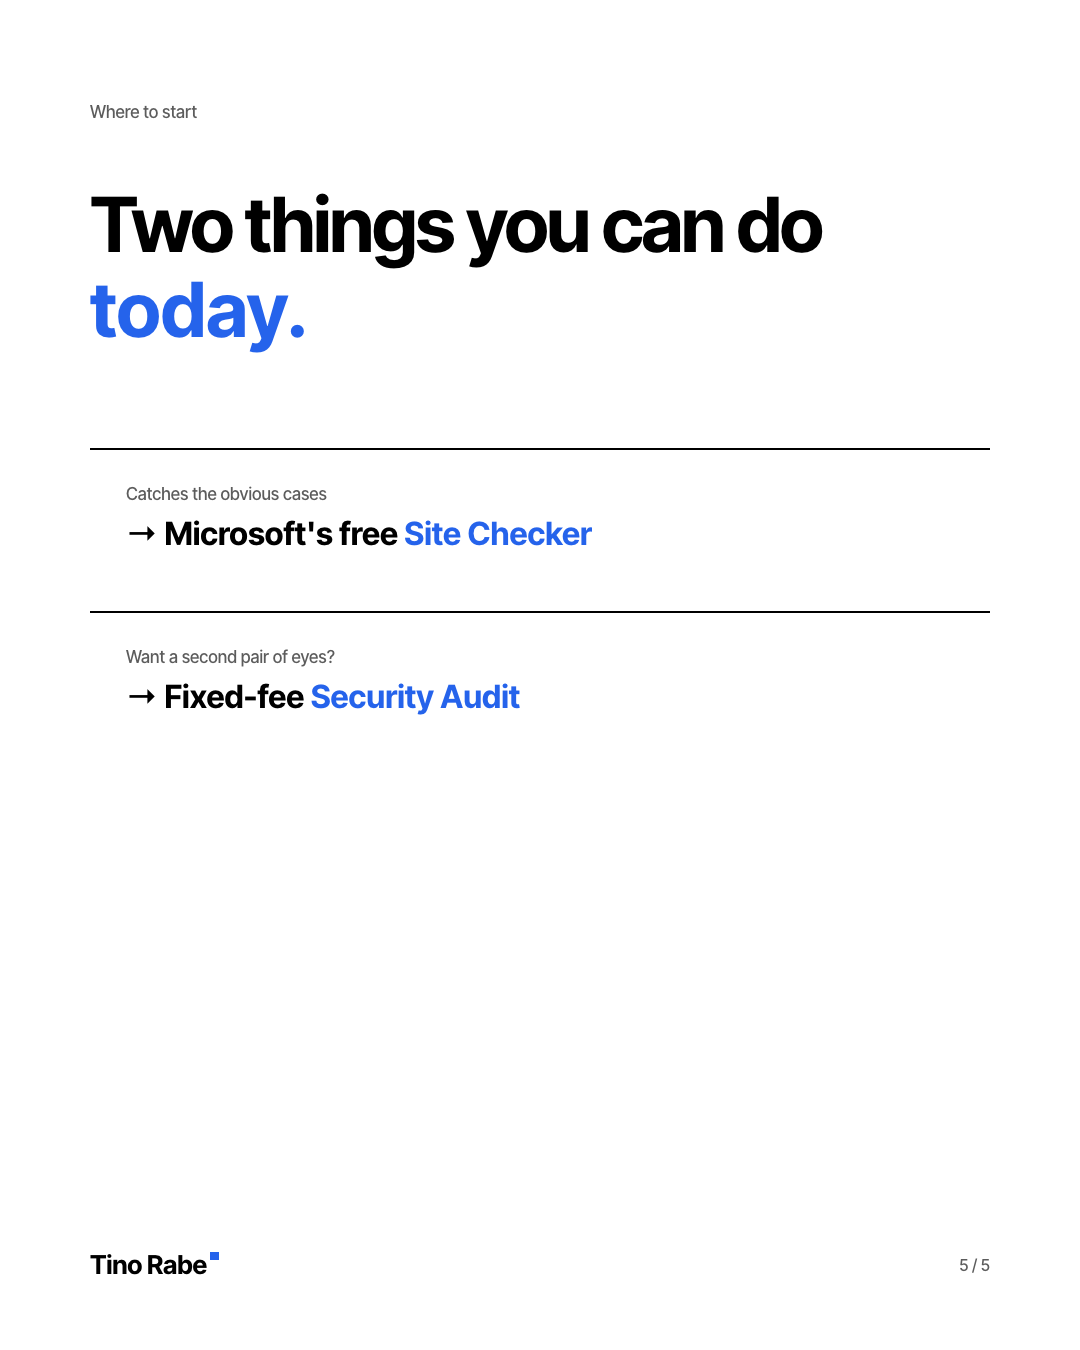 Where to start
Two things you can do
today.
Catches the obvious cases
→ Microsoft's free Site Checker
Want a second pair of eyes?
→ Fixed-fee Security Audit
Tino Rabe
5 / 5